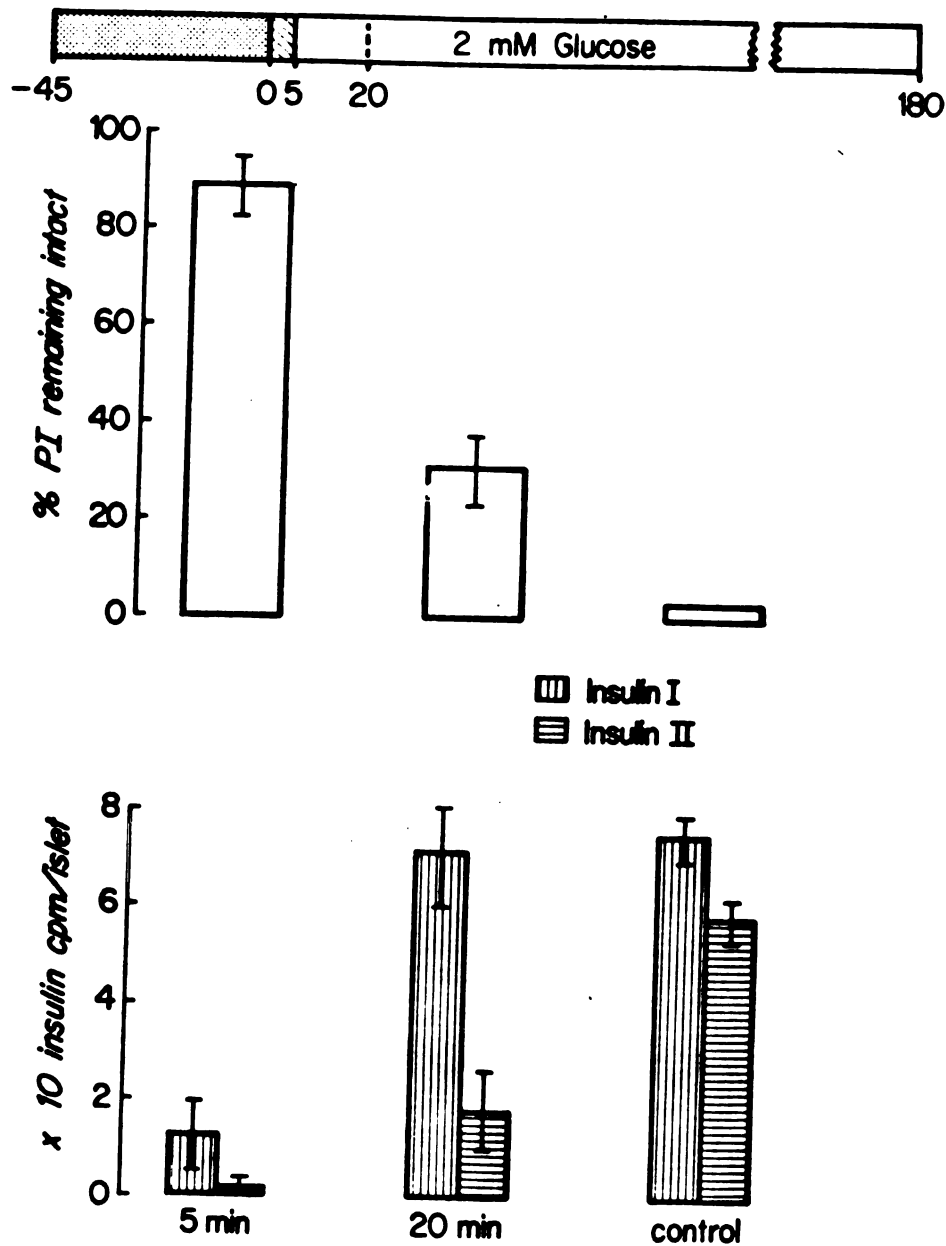 2 mM Glucose
-45 0 5 20 180
% PI remaining intact
100
80
60
40
20
0
Insulin I
Insulin II
x 10 insulin cpm/islet
8
6
4
2
0
5 min 20 min control